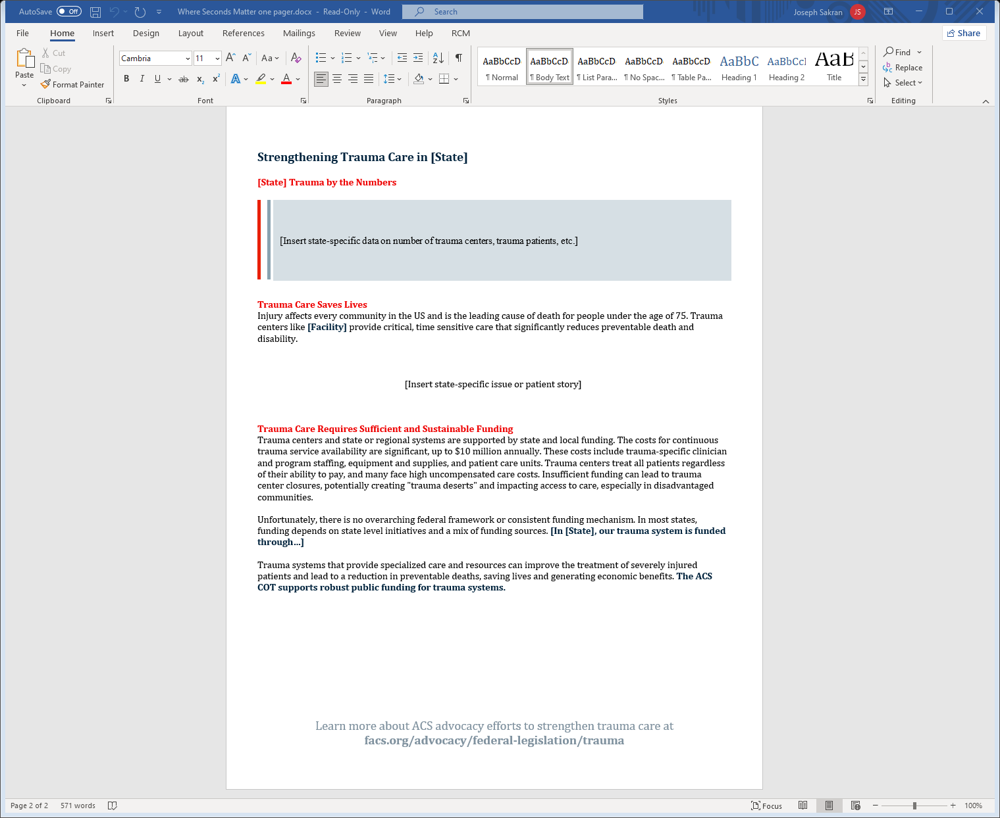 AutoSave Off Where Seconds Matter one pager.docx - Read-Only - Word Search Joseph Sakran JS
File Home Insert Design Layout References Mailings Review View Help RCM Share
Paste
Cut
Copy
Format Painter
Clipboard
Cambria 11
Font
Paragraph
AaBbCcD AaBbCcD AaBbCcD AaBbCcD AaBbCcD AaBbC AaBbCcI AaB
¶ Normal ¶ Body Text ¶ List Para... ¶ No Spac... ¶ Table Pa... Heading 1 Heading 2 Title
Styles
Find
Replace
Select
Editing
Strengthening Trauma Care in [State]
[State] Trauma by the Numbers
[Insert state-specific data on number of trauma centers, trauma patients, etc.]
Trauma Care Saves Lives
Injury affects every community in the US and is the leading cause of death for people under the age of 75. Trauma
centers like [Facility] provide critical, time sensitive care that significantly reduces preventable death and
disability.
[Insert state-specific issue or patient story]
Trauma Care Requires Sufficient and Sustainable Funding
Trauma centers and state or regional systems are supported by state and local funding. The costs for continuous
trauma service availability are significant, up to $10 million annually. These costs include trauma-specific clinician
and program staffing, equipment and supplies, and patient care units. Trauma centers treat all patients regardless
of their ability to pay, and many face high uncompensated care costs. Insufficient funding can lead to trauma
center closures, potentially creating "trauma deserts" and impacting access to care, especially in disadvantaged
communities.
Unfortunately, there is no overarching federal framework or consistent funding mechanism. In most states,
funding depends on state level initiatives and a mix of funding sources. [In [State], our trauma system is funded
through...]
Trauma systems that provide specialized care and resources can improve the treatment of severely injured
patients and lead to a reduction in preventable deaths, saving lives and generating economic benefits. The ACS
COT supports robust public funding for trauma systems.
Learn more about ACS advocacy efforts to strengthen trauma care at
facs.org/advocacy/federal-legislation/trauma
Page 2 of 2 571 words Focus 100%